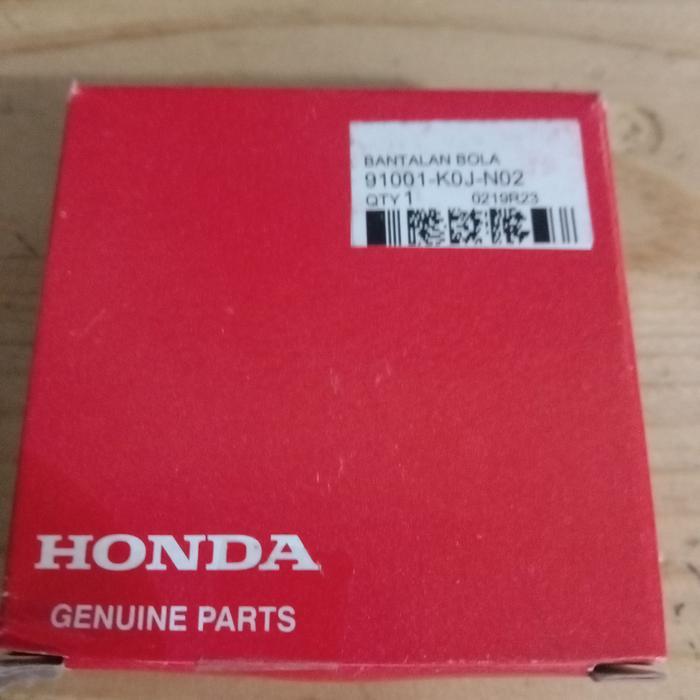 BANTALAN BOLA
91001-K0J-N02
QTY 1 0219R23
HONDA
GENUINE PARTS